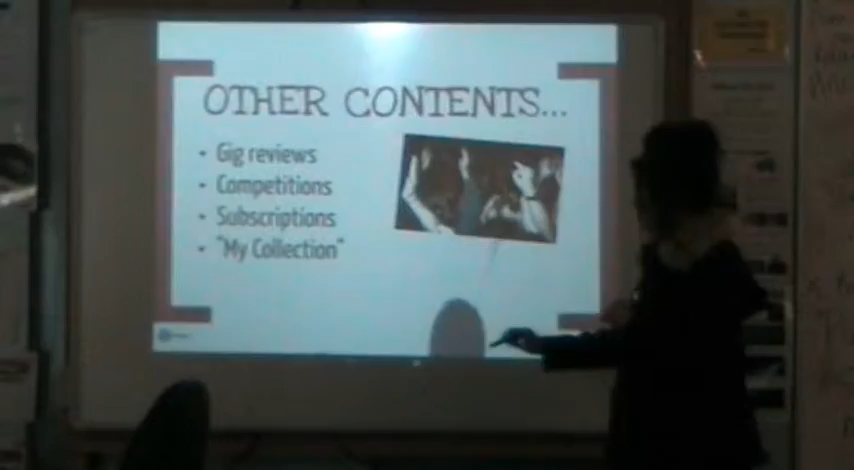 OTHER CONTENTS...
• Gig reviews
• Competitions
• Subscriptions
• "My Collection"